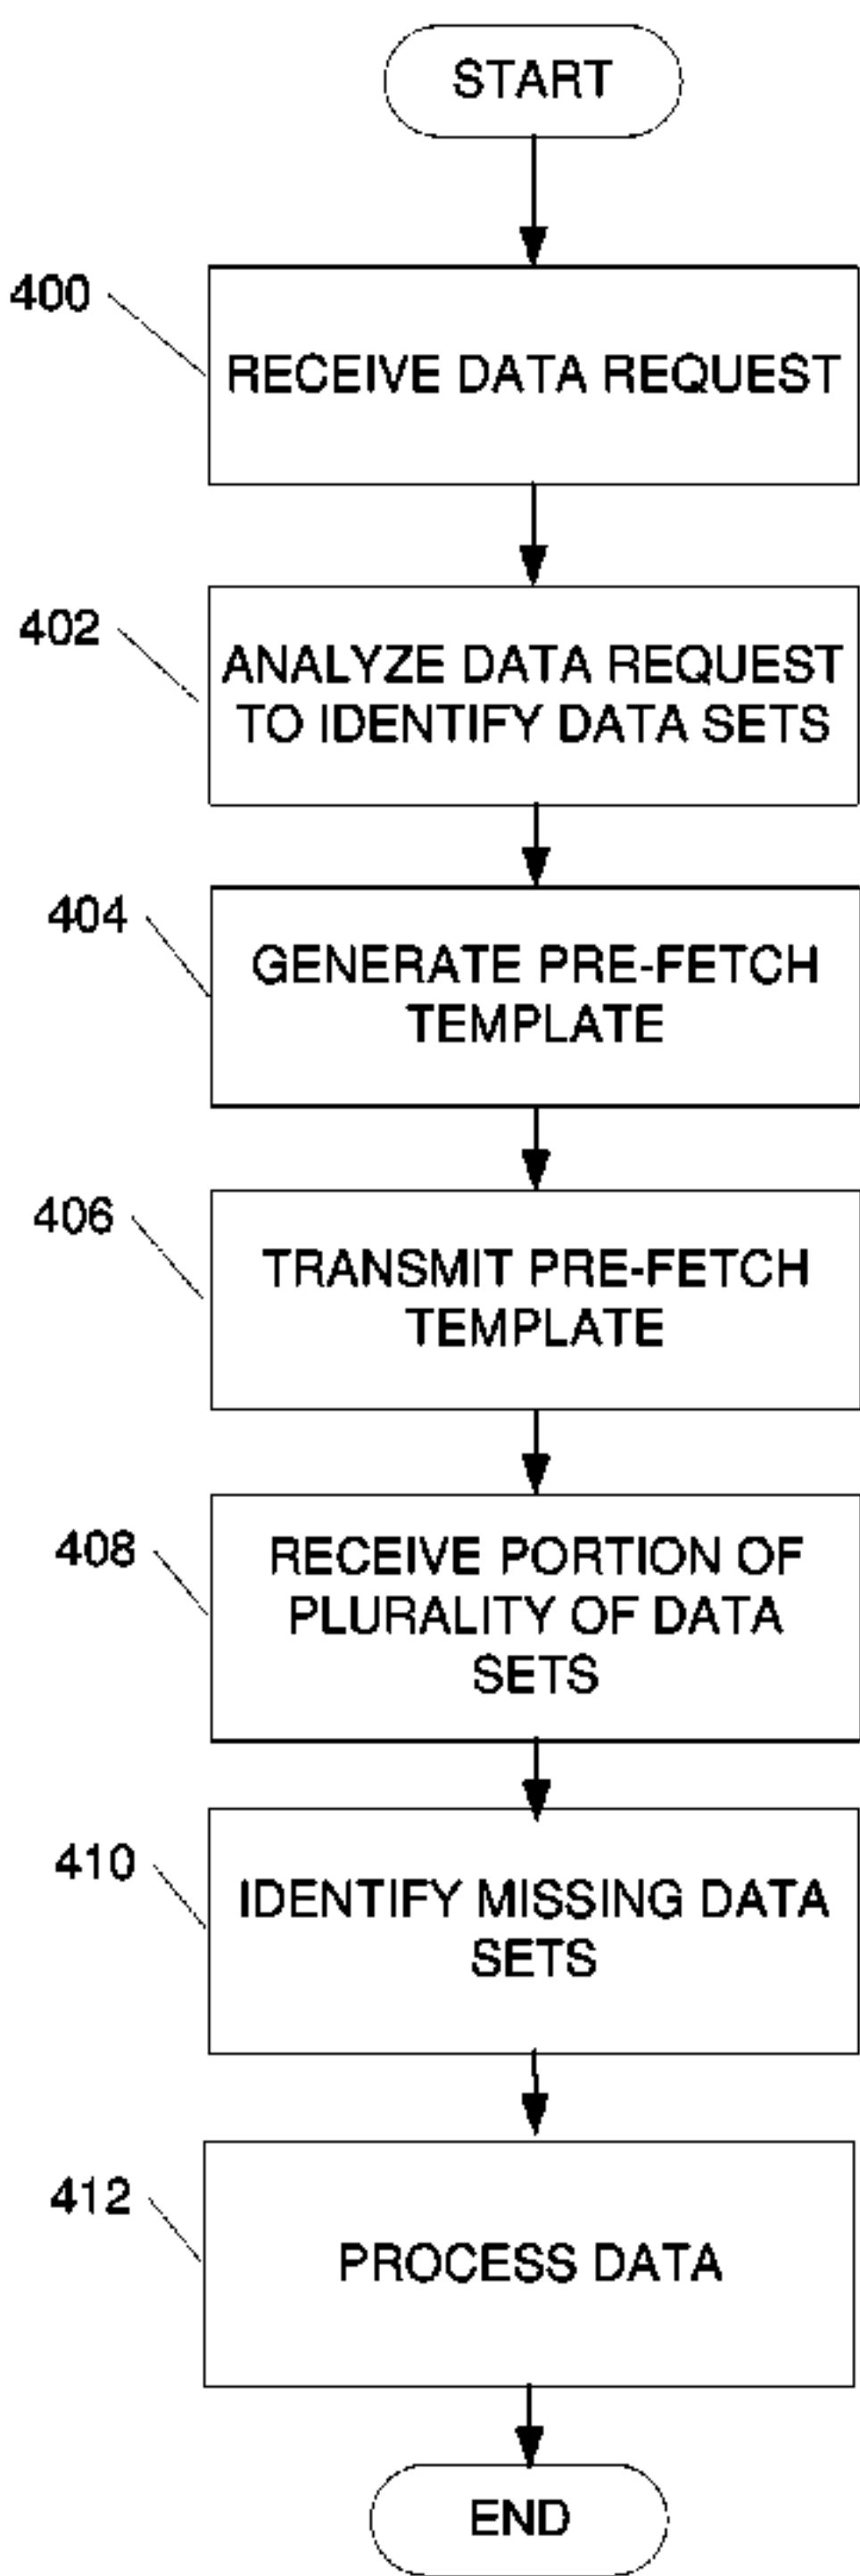 START
400
RECEIVE DATA REQUEST
402
ANALYZE DATA REQUEST
TO IDENTIFY DATA SETS
404
GENERATE PRE-FETCH
TEMPLATE
406
TRANSMIT PRE-FETCH
TEMPLATE
408
RECEIVE PORTION OF
PLURALITY OF DATA
SETS
410
IDENTIFY MISSING DATA
SETS
412
PROCESS DATA
END